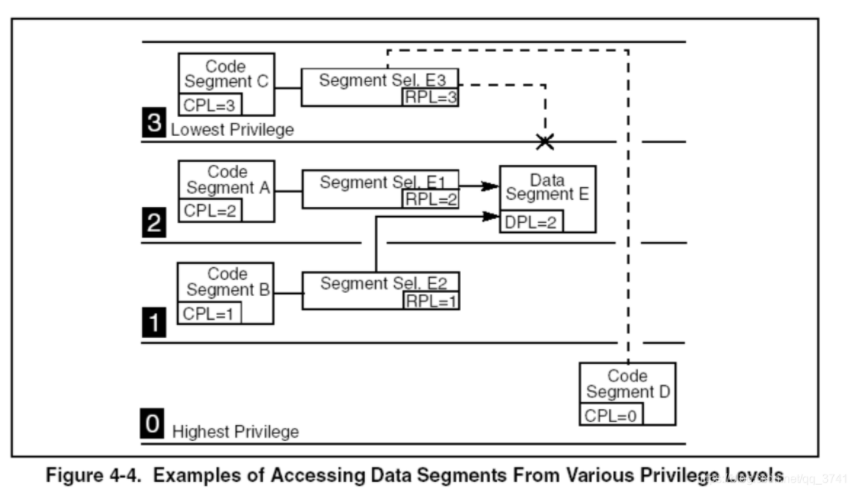 Code
Segment C
CPL=3
Segment Sel. E3
RPL=3
3 Lowest Privilege
Code
Segment A
CPL=2
Segment Sel. E1
RPL=2
Data
Segment E
DPL=2
2
Code
Segment B
CPL=1
Segment Sel. E2
RPL=1
1
Code
Segment D
CPL=0
0 Highest Privilege
Figure 4-4. Examples of Accessing Data Segments From Various Privilege Levels